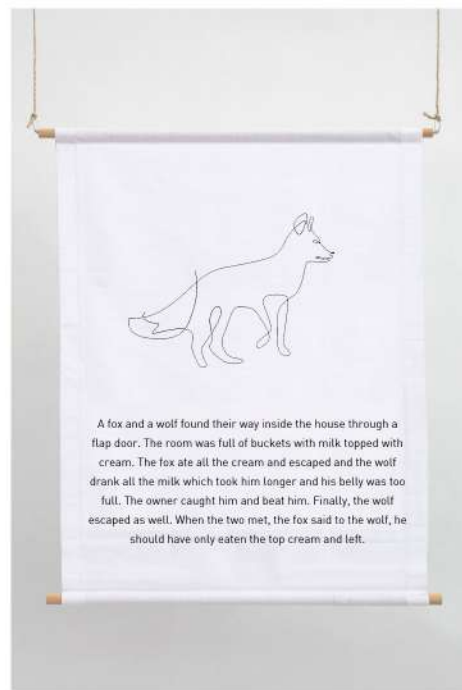 A fox and a wolf found their way inside the house through a
flap door. The room was full of buckets with milk topped with
cream. The fox ate all the cream and escaped and the wolf
drank all the milk which took him longer and his belly was too
full. The owner caught him and beat him. Finally, the wolf
escaped as well. When the two met, the fox said to the wolf, he
should have only eaten the top cream and left.